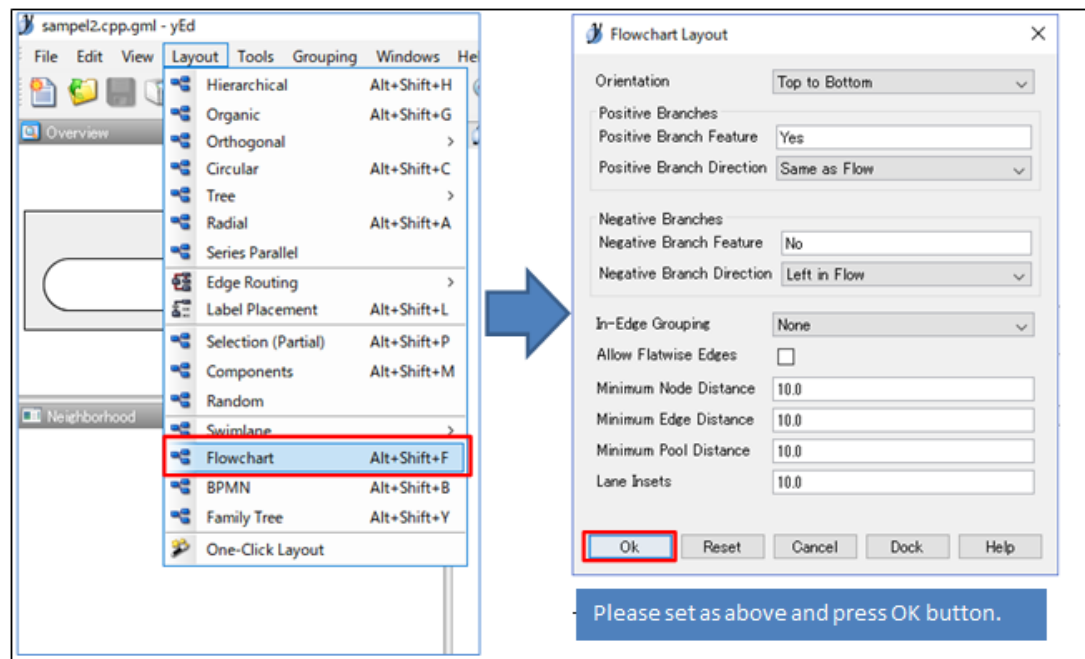 sampel2.cpp.gml - yEd
File Edit View Layout Tools Grouping Windows Hel
Overview
Neighborhood
Hierarchical Alt+Shift+H
Organic Alt+Shift+G
Orthogonal >
Circular Alt+Shift+C
Tree >
Radial Alt+Shift+A
Series Parallel
Edge Routing >
Label Placement Alt+Shift+L
Selection (Partial) Alt+Shift+P
Components Alt+Shift+M
Random
Swimlane >
Flowchart Alt+Shift+F
BPMN Alt+Shift+B
Family Tree Alt+Shift+Y
One-Click Layout
Flowchart Layout
Orientation Top to Bottom
Positive Branches
Positive Branch Feature Yes
Positive Branch Direction Same as Flow
Negative Branches
Negative Branch Feature No
Negative Branch Direction Left in Flow
In-Edge Grouping None
Allow Flatwise Edges
Minimum Node Distance 10.0
Minimum Edge Distance 10.0
Minimum Pool Distance 10.0
Lane Insets 10.0
Ok Reset Cancel Dock Help
Please set as above and press OK button.